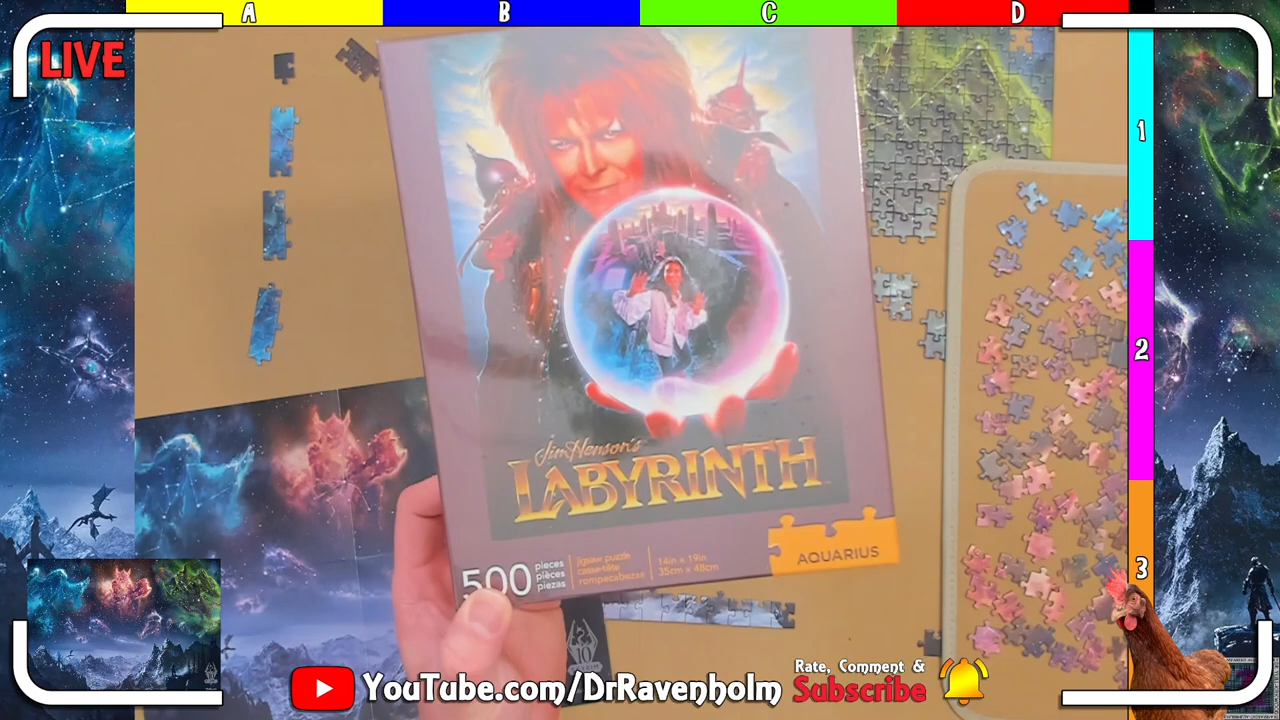 A
B
C
D
LIVE
1
2
3
Jim Henson's
LABYRINTH
500
pieces
pièces
piezas
jigsaw puzzle
casse-tête
rompecabezas
14in x 19in
35cm x 48cm
AQUARIUS
YouTube.com/DrRavenholm
Rate, Comment &
Subscribe